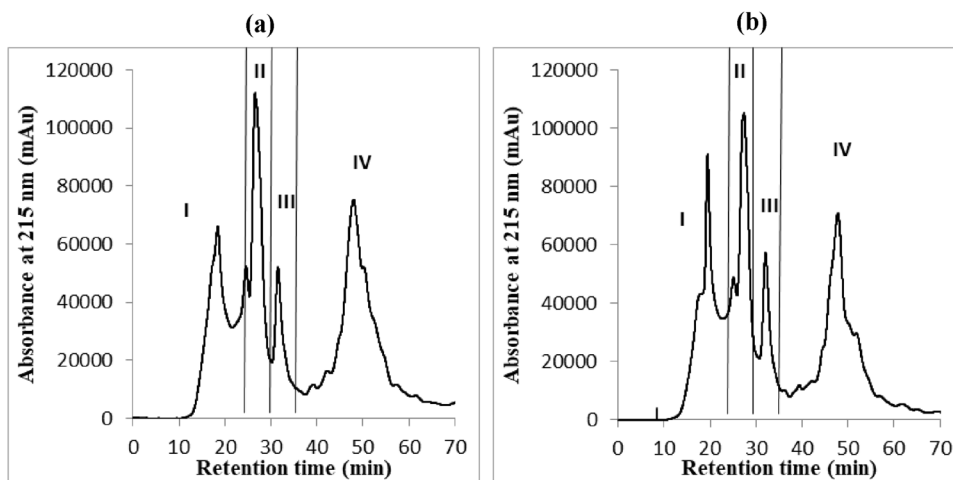 (a)
Absorbance at 215 nm (mAu)
120000
100000
80000
60000
40000
20000
0
I
II
III
IV
0 10 20 30 40 50 60 70
Retention time (min)
(b)
Absorbance at 215 nm (mAu)
120000
100000
80000
60000
40000
20000
0
I
II
III
IV
0 10 20 30 40 50 60 70
Retention time (min)